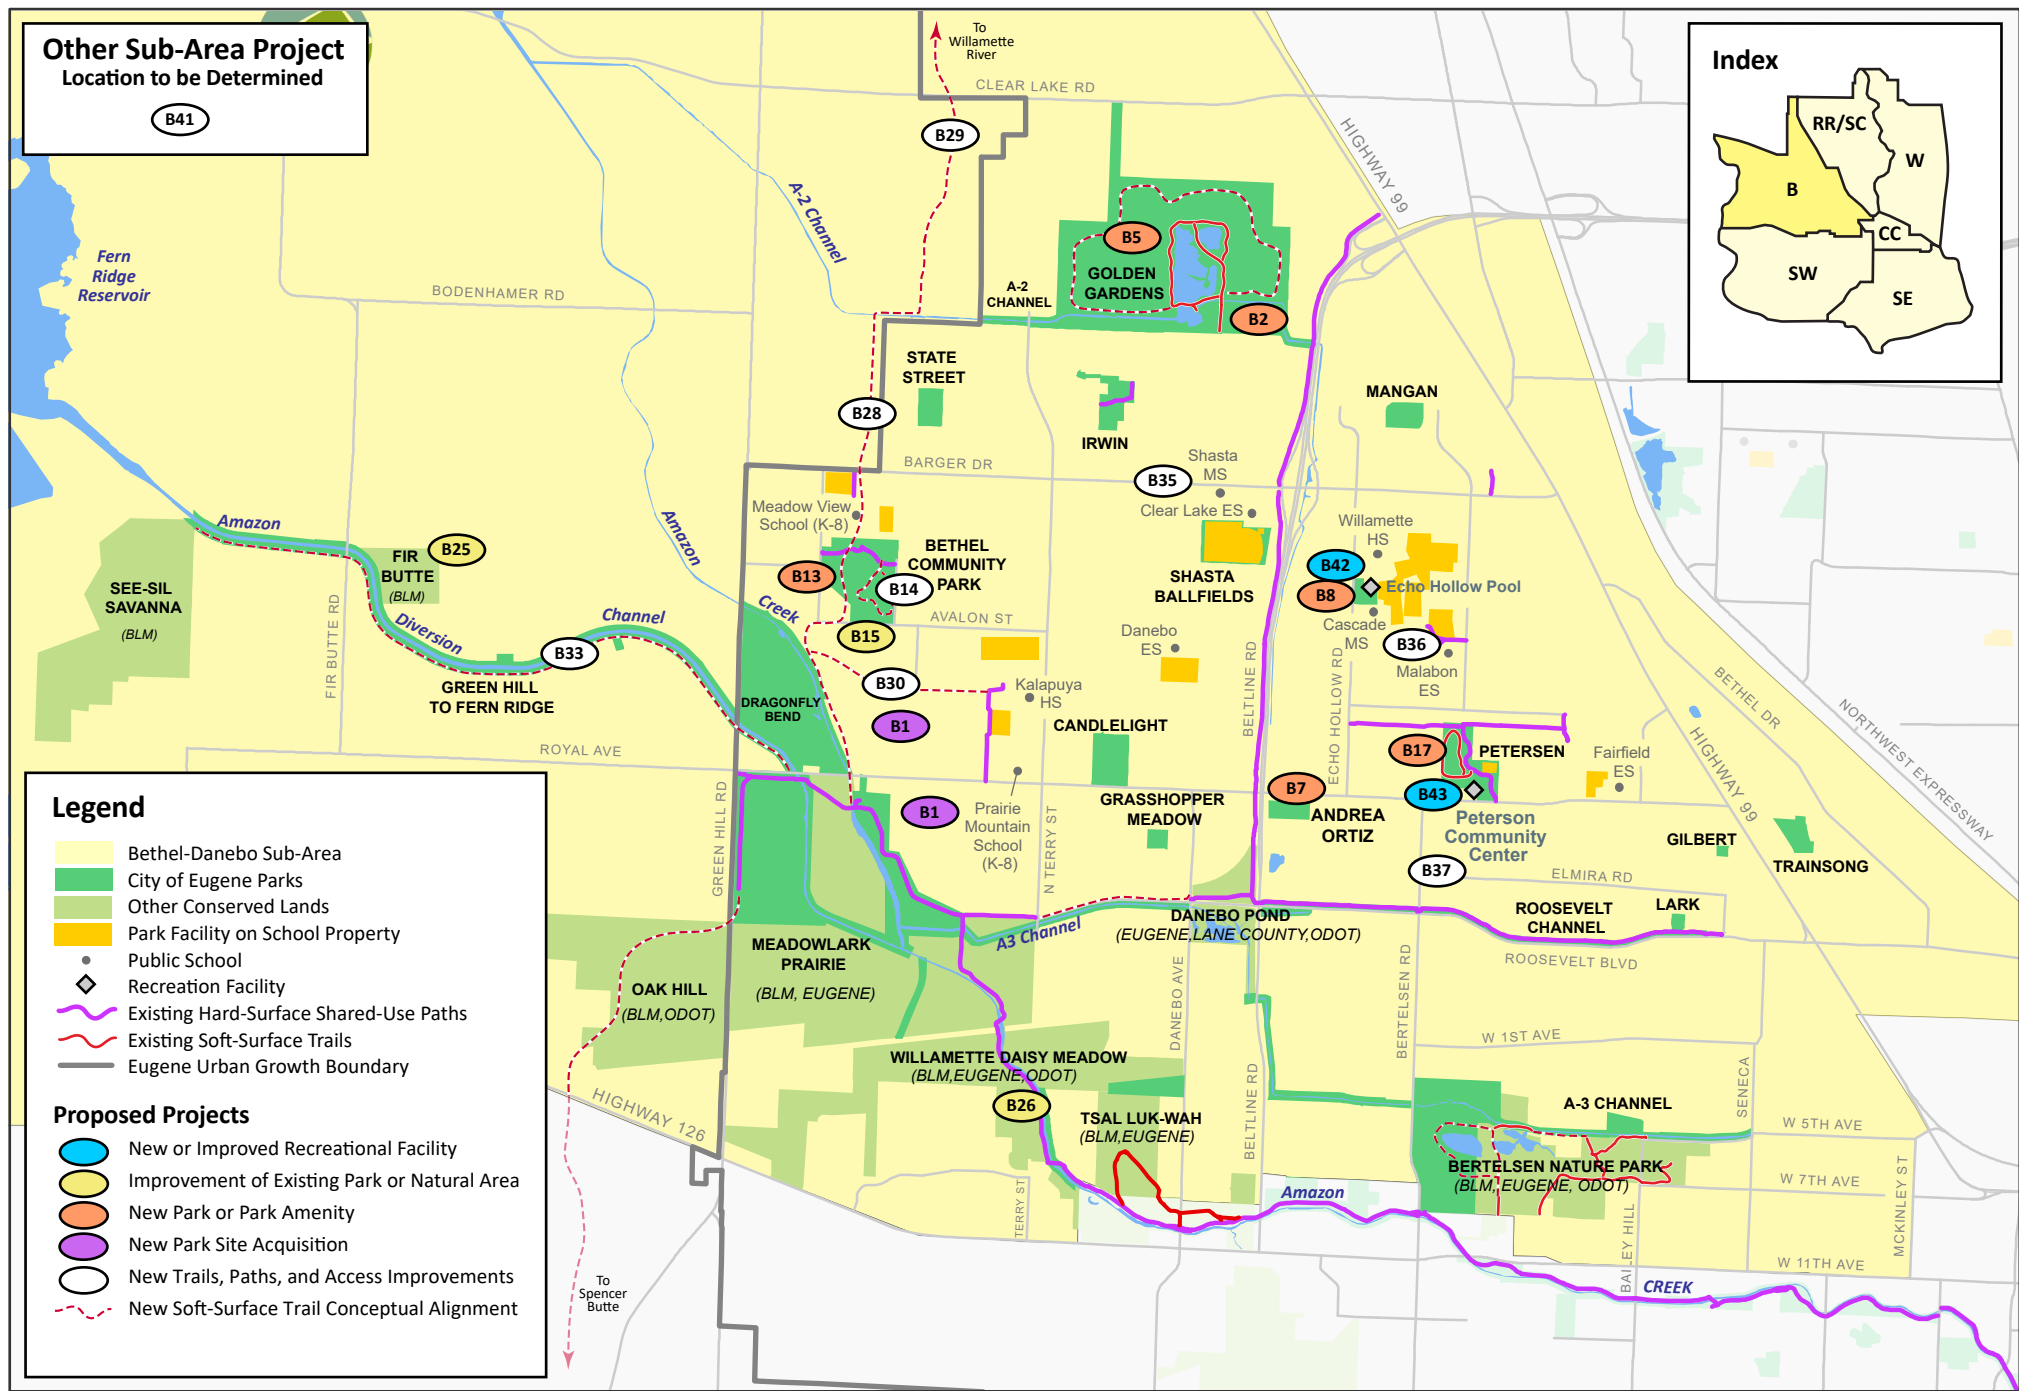 Other Sub-Area Project
Location to be Determined
B41
To
Willamette
River
CLEAR LAKE RD
B29
HIGHWAY 99
Index
RR/SC
W
B
CC
SW
SE
A-2 Channel
Fern
Ridge
Reservoir
BODENHAMER RD
B5
GOLDEN
GARDENS
A-2
CHANNEL
B2
STATE
STREET
MANGAN
B28
IRWIN
BARGER DR
B35
Shasta
MS
Clear Lake ES
Meadow View
School (K-8)
Willamette
HS
Amazon
Amazon
FIR
BUTTE
(BLM)
B25
BETHEL
COMMUNITY
PARK
B13
B14
SHASTA
BALLFIELDS
B42
B8
Echo Hollow Pool
SEE-SIL
SAVANNA
(BLM)
Creek
Channel
Diversion
AVALON ST
B15
Danebo
ES
Cascade
MS
B36
Malabon
ES
FIR BUTTE RD
B33
GREEN HILL
TO FERN RIDGE
B30
Kalapuya
HS
DRAGONFLY
BEND
B1
CANDLELIGHT
BELTLINE RD
ECHO HOLLOW RD
BETHEL DR
NORTHWEST EXPRESSWAY
HIGHWAY 99
ROYAL AVE
B17
PETERSEN
Fairfield
ES
B7
B43
GREEN HILL RD
B1
Prairie
Mountain
School
(K-8)
N TERRY ST
GRASSHOPPER
MEADOW
ANDREA
ORTIZ
Peterson
Community
Center
GILBERT
TRAINSONG
B37
ELMIRA RD
ROOSEVELT
CHANNEL
LARK
A3 Channel
DANEBO POND
(EUGENE,LANE COUNTY,ODOT)
ROOSEVELT BLVD
MEADOWLARK
PRAIRIE
(BLM, EUGENE)
OAK HILL
(BLM,ODOT)
DANEBO AVE
BERTELSEN RD
W 1ST AVE
WILLAMETTE DAISY MEADOW
(BLM,EUGENE,ODOT)
B26
BELTLINE RD
SENECA
HIGHWAY 126
TSAL LUK-WAH
(BLM,EUGENE)
A-3 CHANNEL
W 5TH AVE
BERTELSEN NATURE PARK
(BLM, EUGENE, ODOT)
W 7TH AVE
TERRY ST
Amazon
BAILEY HILL
MCKINLEY ST
W 11TH AVE
CREEK
To
Spencer
Butte
Legend
Bethel-Danebo Sub-Area
City of Eugene Parks
Other Conserved Lands
Park Facility on School Property
Public School
Recreation Facility
Existing Hard-Surface Shared-Use Paths
Existing Soft-Surface Trails
Eugene Urban Growth Boundary
Proposed Projects
New or Improved Recreational Facility
Improvement of Existing Park or Natural Area
New Park or Park Amenity
New Park Site Acquisition
New Trails, Paths, and Access Improvements
New Soft-Surface Trail Conceptual Alignment